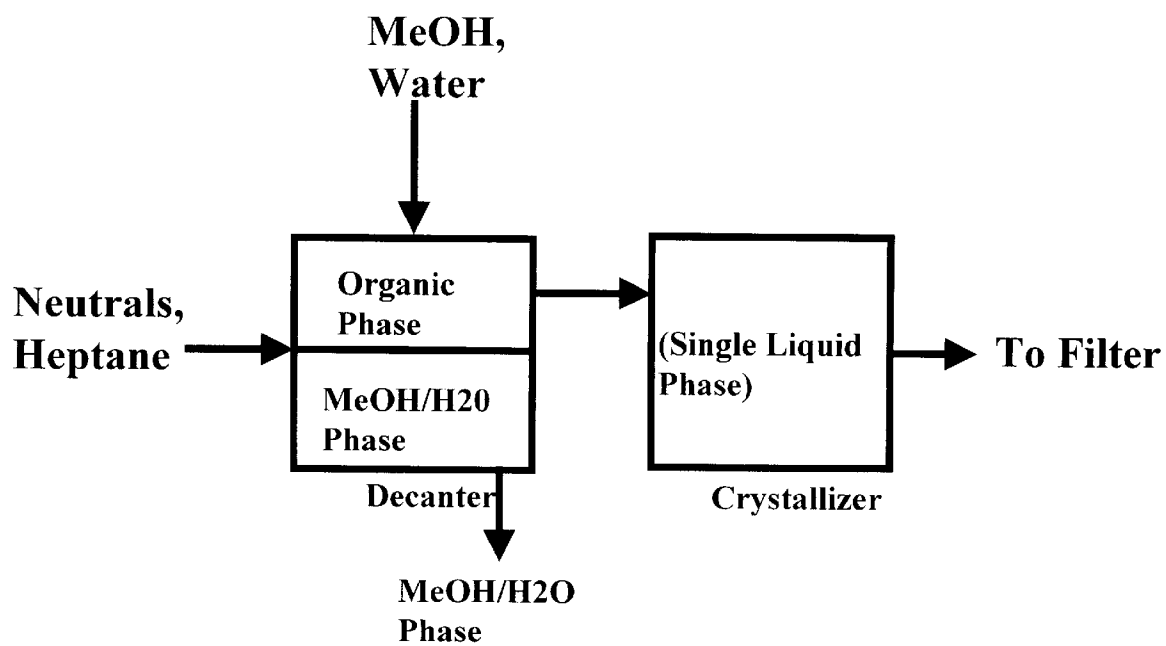 MeOH,
Water
Neutrals,
Heptane
Organic
Phase
MeOH/H20
Phase
Decanter
(Single Liquid
Phase)
Crystallizer
To Filter
MeOH/H2O
Phase